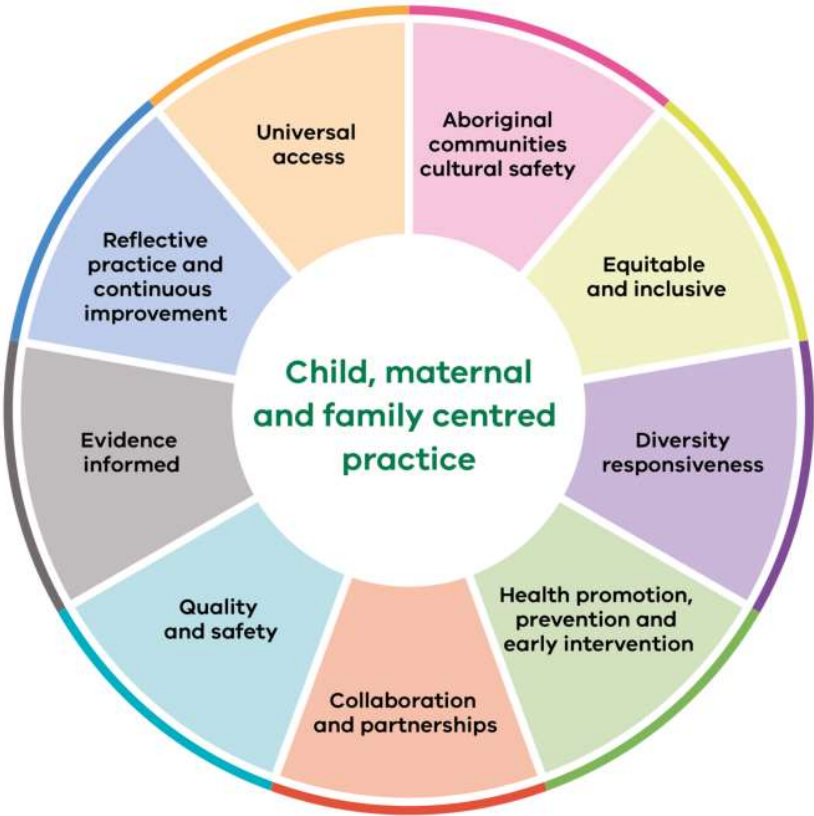 Universal
access
Aboriginal
communities
cultural safety
Equitable
and inclusive
Diversity
responsiveness
Health promotion,
prevention and
early intervention
Collaboration
and partnerships
Quality
and safety
Evidence
informed
Reflective
practice and
continuous
improvement
Child, maternal
and family centred
practice